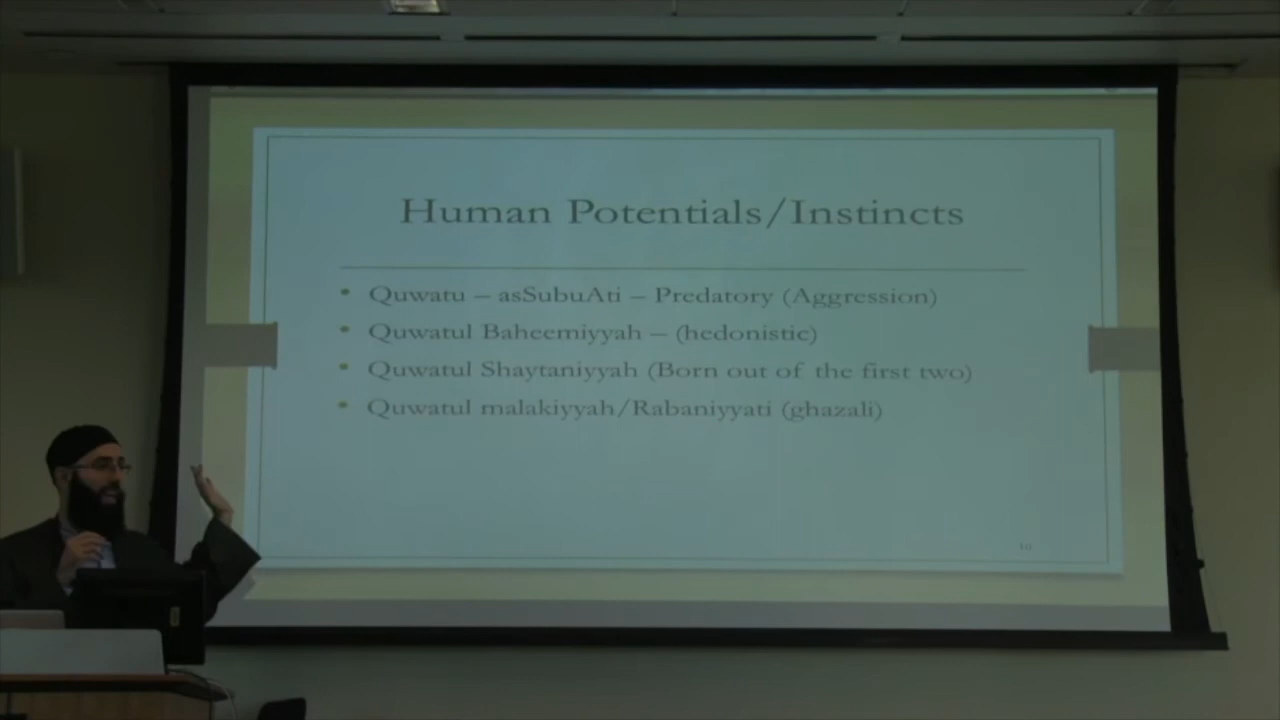 Human Potentials/Instincts
• Quwatu – asSubuAti – Predatory (Aggression)
• Quwatul Baheemiyyah – (hedonistic)
• Quwatul Shaytaniyyah (Born out of the first two)
• Quwatul malakiyyah/Rabaniyyati (ghazali)
10